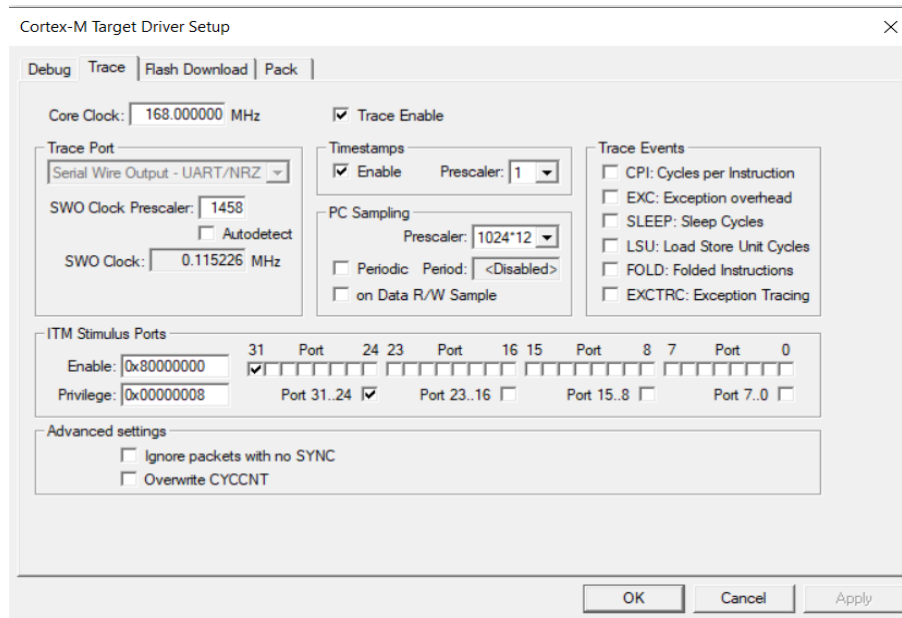 Cortex-M Target Driver Setup
Debug Trace Flash Download Pack
Core Clock: 168.000000 MHz Trace Enable
Trace Port
Serial Wire Output - UART/NRZ
SWO Clock Prescaler: 1458
Autodetect
SWO Clock: 0.115226 MHz
Timestamps
Enable Prescaler: 1
PC Sampling
Prescaler: 1024*12
Periodic Period: <Disabled>
on Data R/W Sample
Trace Events
CPI: Cycles per Instruction
EXC: Exception overhead
SLEEP: Sleep Cycles
LSU: Load Store Unit Cycles
FOLD: Folded Instructions
EXCTRC: Exception Tracing
ITM Stimulus Ports
31 Port 24 23 Port 16 15 Port 8 7 Port 0
Enable: 0x80000000
Privilege: 0x00000008 Port 31..24 Port 23..16 Port 15..8 Port 7..0
Advanced settings
Ignore packets with no SYNC
Overwrite CYCCNT
OK Cancel Apply